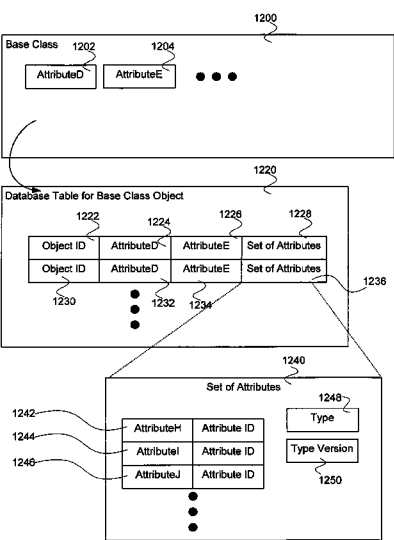 1200
Base Class
1202
1204
AttributeD
AttributeE
1220
Database Table for Base Class Object
1222
1224
1226
1228
Object ID
AttributeD
AttributeE
Set of Attributes
Object ID
AttributeD
AttributeE
Set of Attributes
1236
1230
1232
1234
1240
Set of Attributes
1248
1242
AttributeH
Attribute ID
Type
1244
AttributeI
Attribute ID
Type Version
1246
AttributeJ
Attribute ID
1250